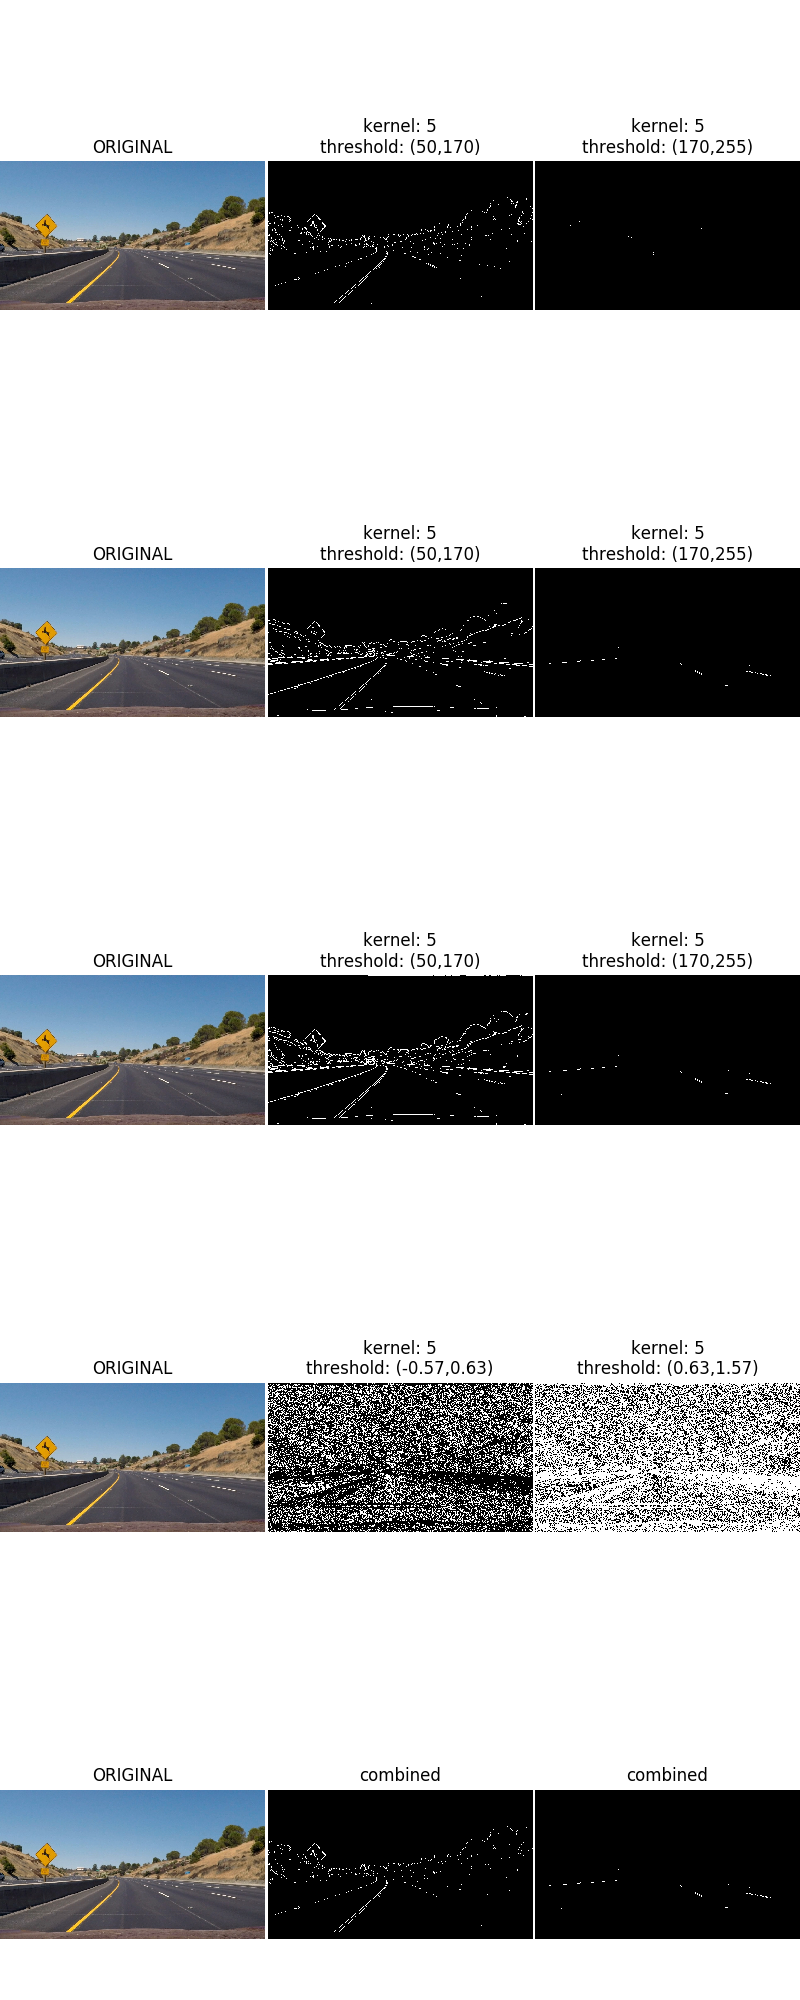 ORIGINAL
kernel: 5
threshold: (50,170)
kernel: 5
threshold: (170,255)
ORIGINAL
kernel: 5
threshold: (50,170)
kernel: 5
threshold: (170,255)
ORIGINAL
kernel: 5
threshold: (50,170)
kernel: 5
threshold: (170,255)
ORIGINAL
kernel: 5
threshold: (-0.57,0.63)
kernel: 5
threshold: (0.63,1.57)
ORIGINAL
combined
combined